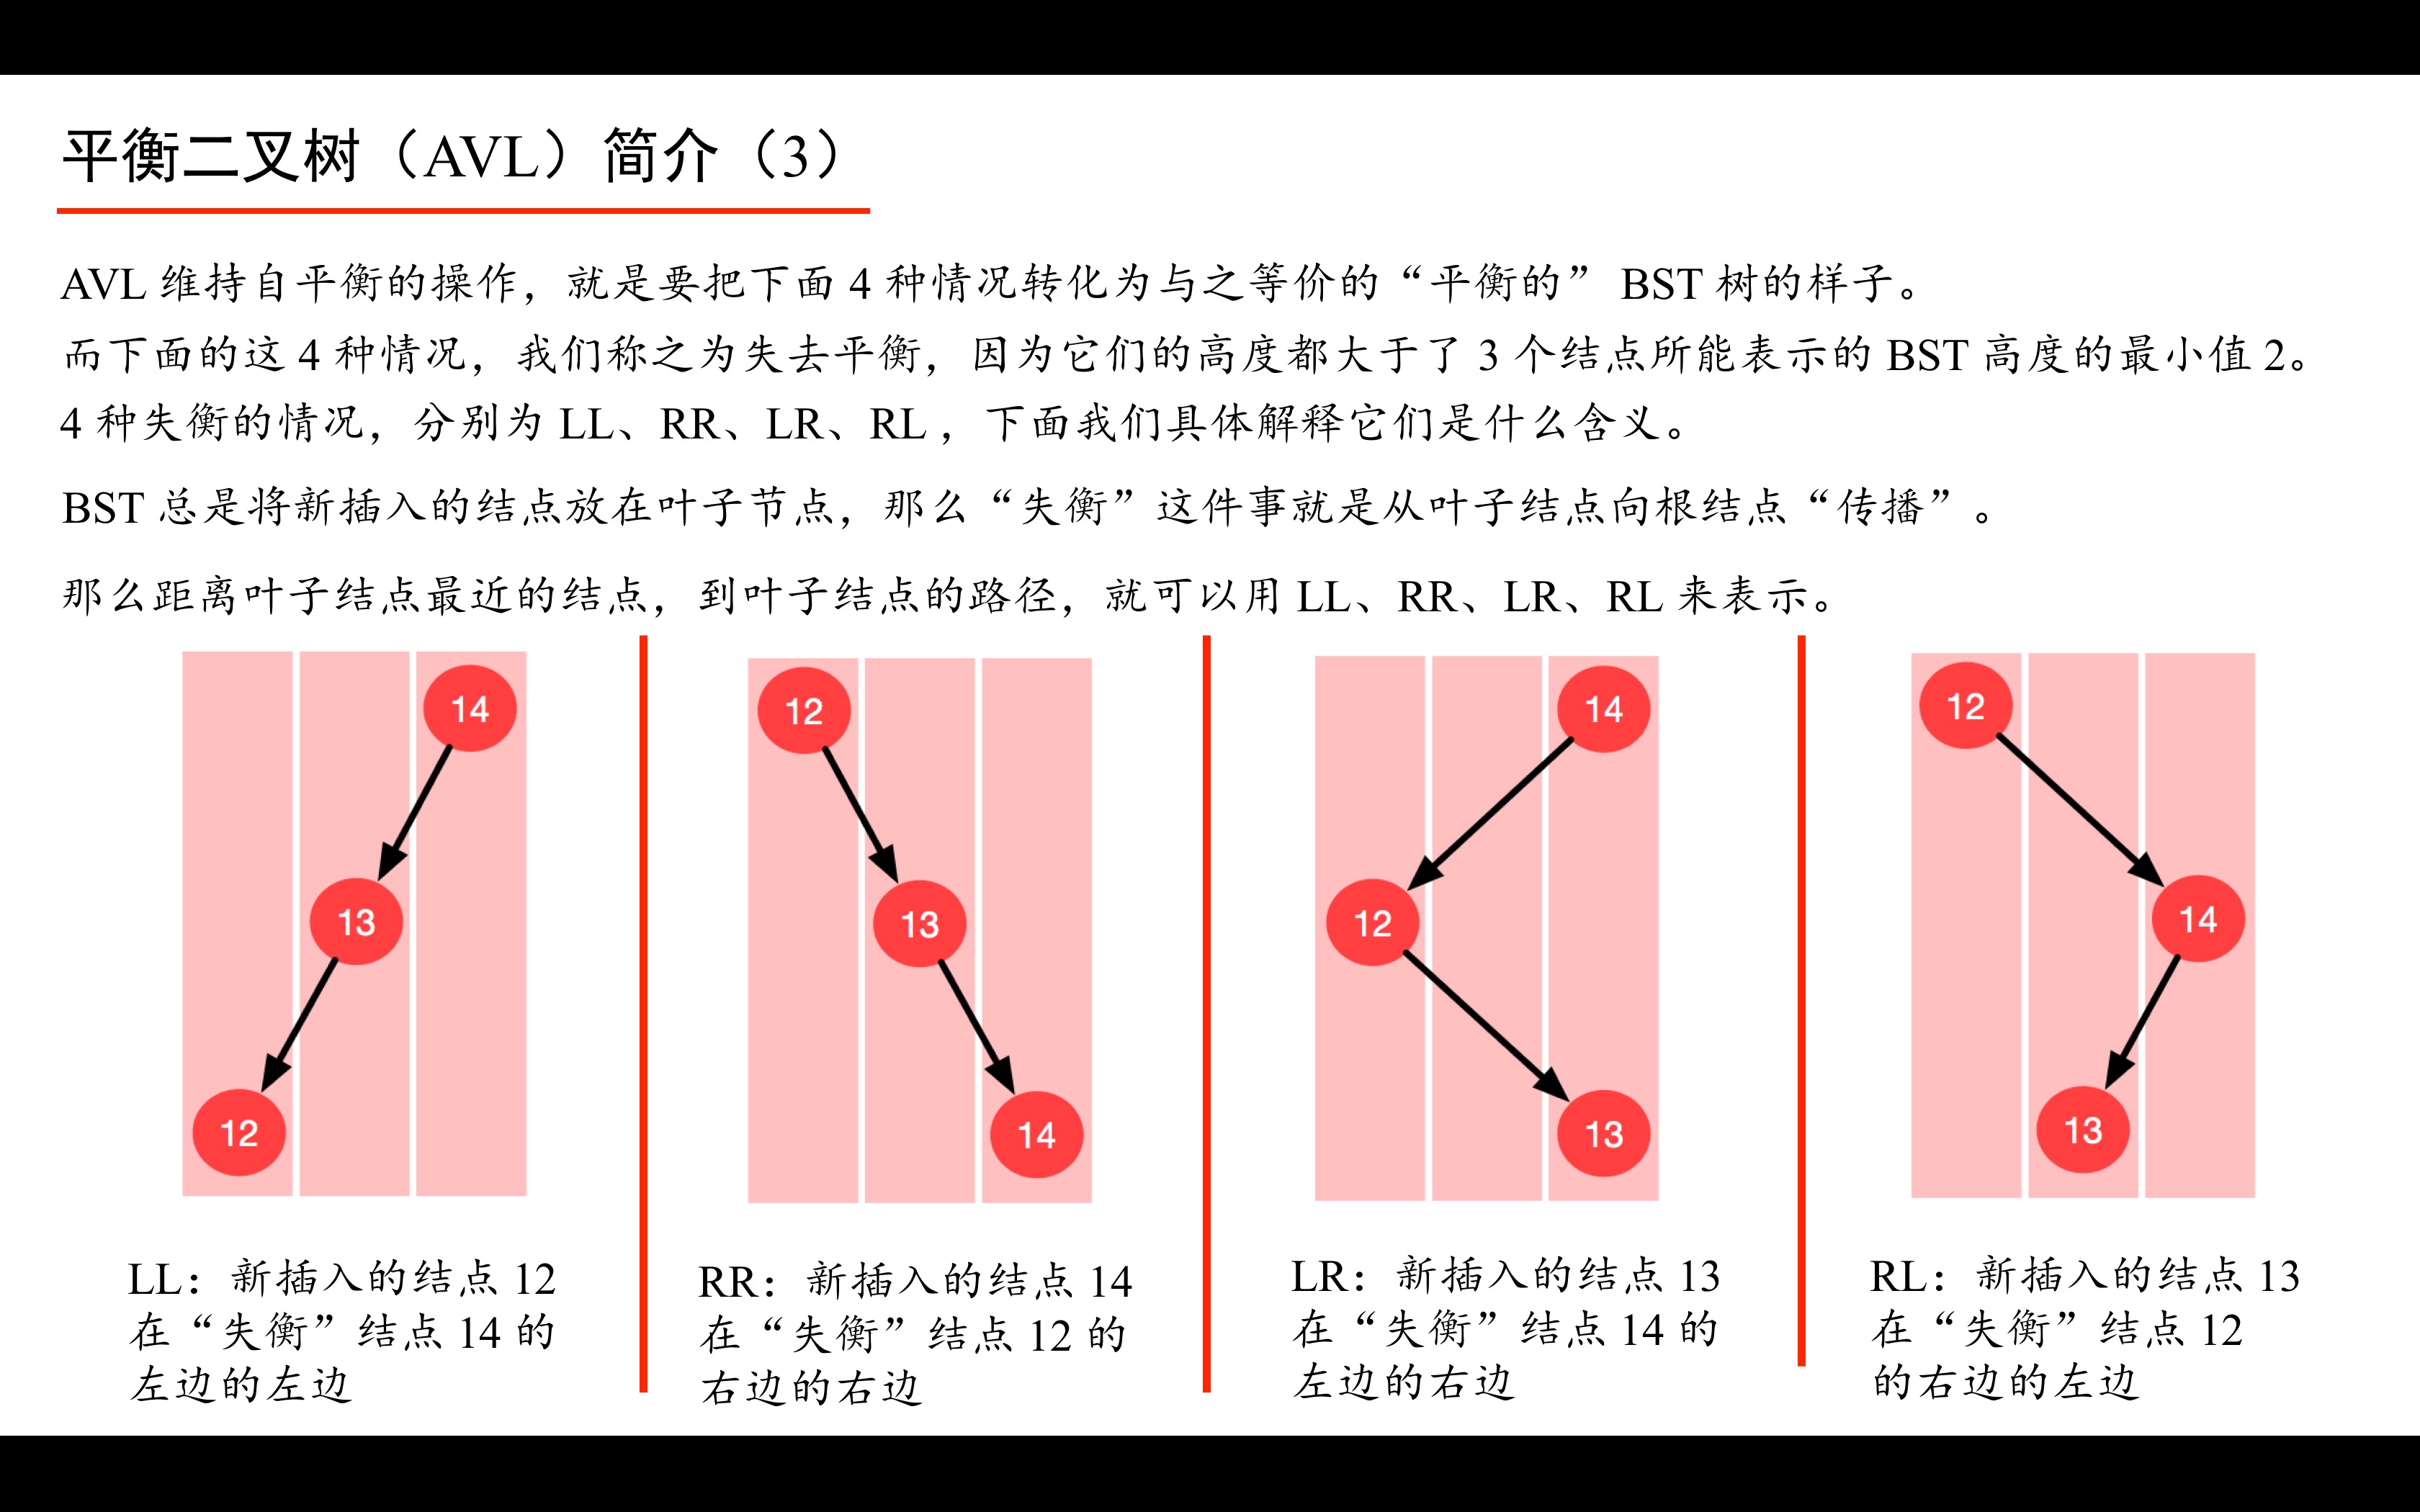 平衡二叉树（AVL）简介（3）
AVL 维持自平衡的操作，就是要把下面 4 种情况转化为与之等价的“平衡的” BST 树的样子。
而下面的这 4 种情况，我们称之为失去平衡，因为它们的高度都大于了 3 个结点所能表示的 BST 高度的最小值 2。
4 种失衡的情况，分别为 LL、RR、LR、RL ，下面我们具体解释它们是什么含义。
BST 总是将新插入的结点放在叶子节点，那么“失衡”这件事就是从叶子结点向根结点“传播”。
那么距离叶子结点最近的结点，到叶子结点的路径，就可以用 LL、RR、LR、RL 来表示。
14
13
12
LL：新插入的结点 12
在“失衡”结点 14 的
左边的左边
12
13
14
RR：新插入的结点 14
在“失衡”结点 12 的
右边的右边
14
12
13
LR：新插入的结点 13
在“失衡”结点 14 的
左边的右边
12
14
13
RL：新插入的结点 13
在“失衡”结点 12
的右边的左边